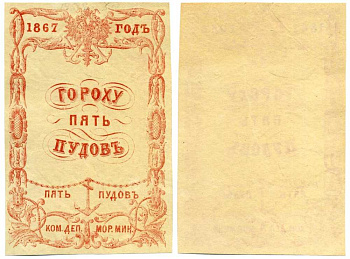 1867 ГОДЪ
ГОРОХУ
ПЯТЬ
ПУДОВЪ
ПЯТЬ ПУДОВЪ
КОМ. ДЕП. МОР. МИН.